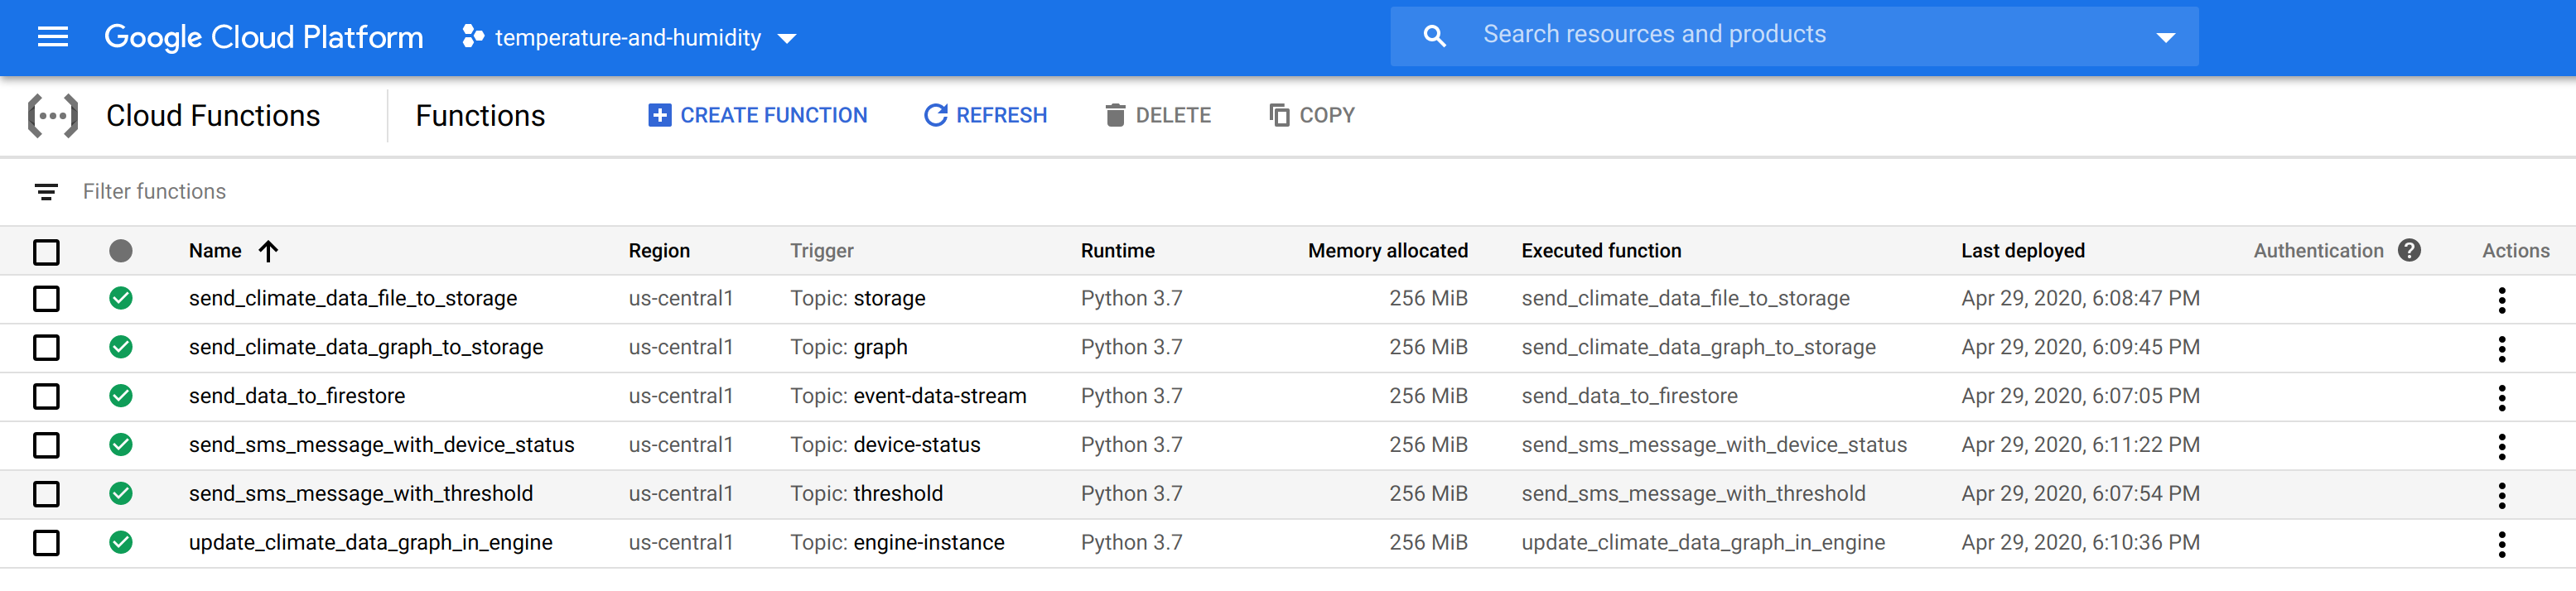 Google Cloud Platform temperature-and-humidity Search resources and products
Cloud Functions Functions CREATE FUNCTION REFRESH DELETE COPY
Filter functions
Name Region Trigger Runtime Memory allocated Executed function Last deployed Authentication ? Actions
send_climate_data_file_to_storage us-central1 Topic: storage Python 3.7 256 MiB send_climate_data_file_to_storage Apr 29, 2020, 6:08:47 PM
send_climate_data_graph_to_storage us-central1 Topic: graph Python 3.7 256 MiB send_climate_data_graph_to_storage Apr 29, 2020, 6:09:45 PM
send_data_to_firestore us-central1 Topic: event-data-stream Python 3.7 256 MiB send_data_to_firestore Apr 29, 2020, 6:07:05 PM
send_sms_message_with_device_status us-central1 Topic: device-status Python 3.7 256 MiB send_sms_message_with_device_status Apr 29, 2020, 6:11:22 PM
send_sms_message_with_threshold us-central1 Topic: threshold Python 3.7 256 MiB send_sms_message_with_threshold Apr 29, 2020, 6:07:54 PM
update_climate_data_graph_in_engine us-central1 Topic: engine-instance Python 3.7 256 MiB update_climate_data_graph_in_engine Apr 29, 2020, 6:10:36 PM